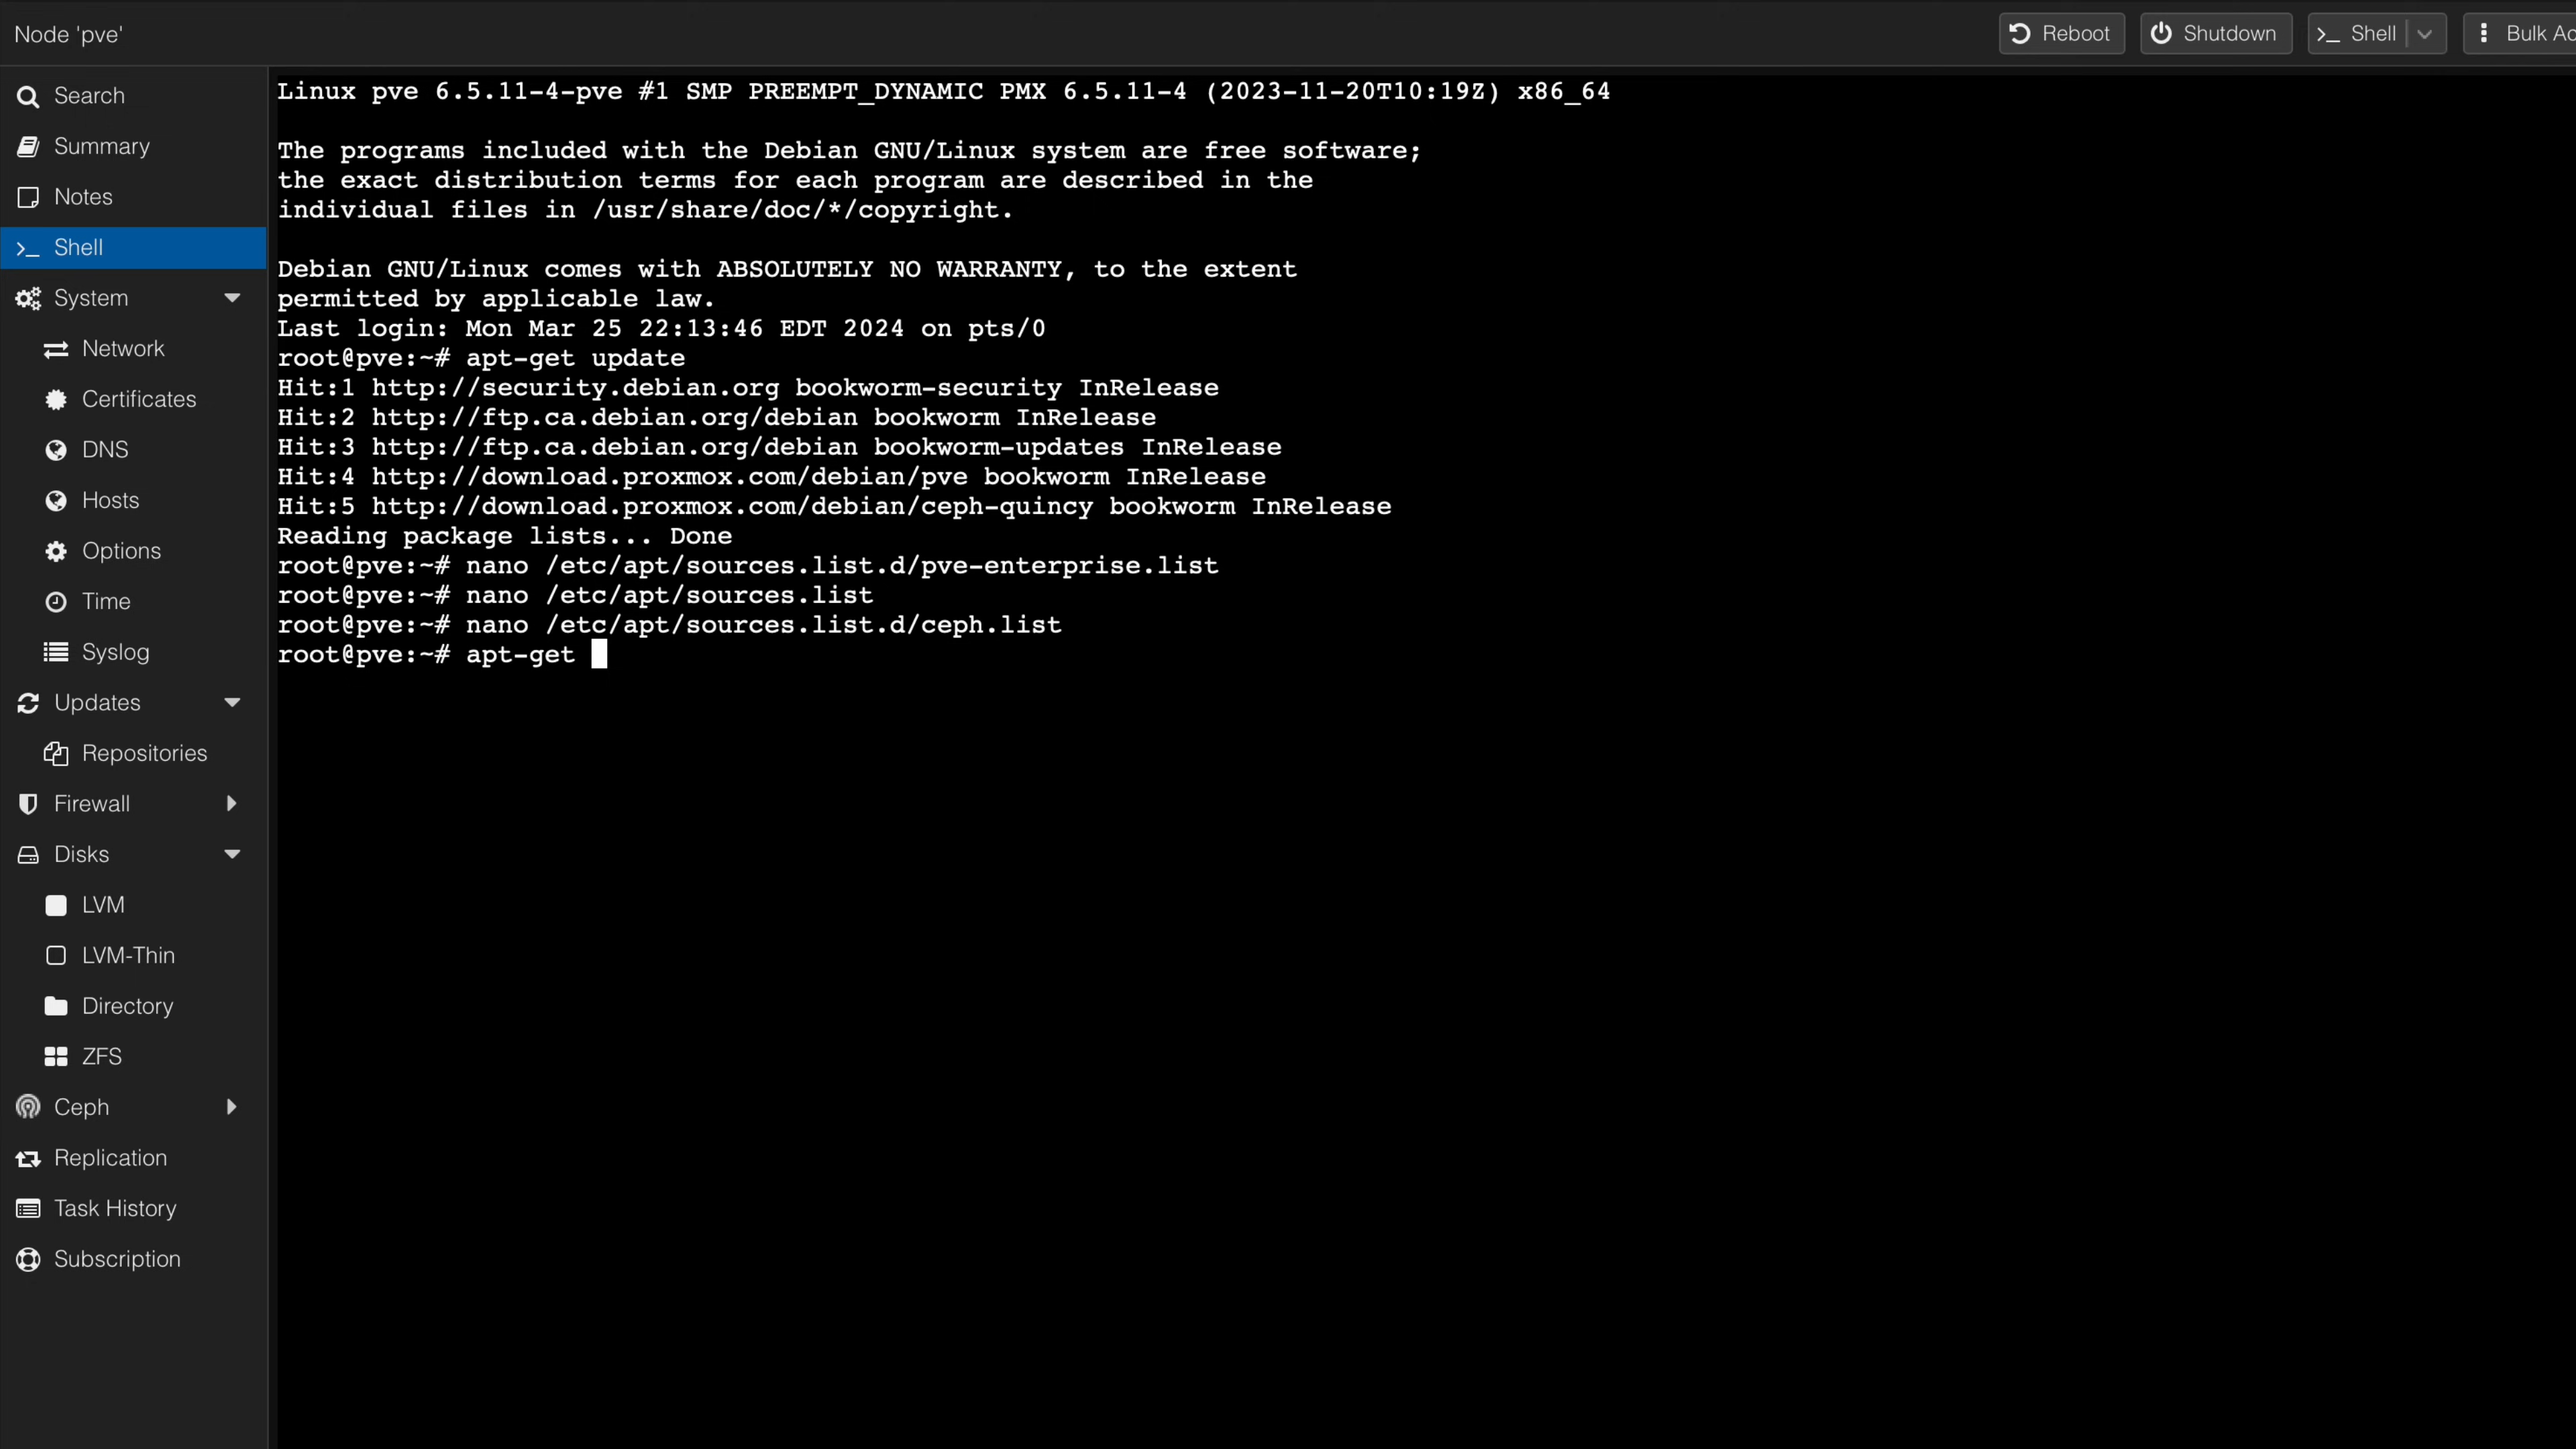 Node 'pve'
Reboot
Shutdown
Shell
Bulk Ac
Search
Summary
Notes
Shell
System
Network
Certificates
DNS
Hosts
Options
Time
Syslog
Updates
Repositories
Firewall
Disks
LVM
LVM-Thin
Directory
ZFS
Ceph
Replication
Task History
Subscription
Linux pve 6.5.11-4-pve #1 SMP PREEMPT_DYNAMIC PMX 6.5.11-4 (2023-11-20T10:19Z) x86_64
The programs included with the Debian GNU/Linux system are free software;
the exact distribution terms for each program are described in the
individual files in /usr/share/doc/*/copyright.
Debian GNU/Linux comes with ABSOLUTELY NO WARRANTY, to the extent
permitted by applicable law.
Last login: Mon Mar 25 22:13:46 EDT 2024 on pts/0
root@pve:~# apt-get update
Hit:1 http://security.debian.org bookworm-security InRelease
Hit:2 http://ftp.ca.debian.org/debian bookworm InRelease
Hit:3 http://ftp.ca.debian.org/debian bookworm-updates InRelease
Hit:4 http://download.proxmox.com/debian/pve bookworm InRelease
Hit:5 http://download.proxmox.com/debian/ceph-quincy bookworm InRelease
Reading package lists... Done
root@pve:~# nano /etc/apt/sources.list.d/pve-enterprise.list
root@pve:~# nano /etc/apt/sources.list
root@pve:~# nano /etc/apt/sources.list.d/ceph.list
root@pve:~# apt-get